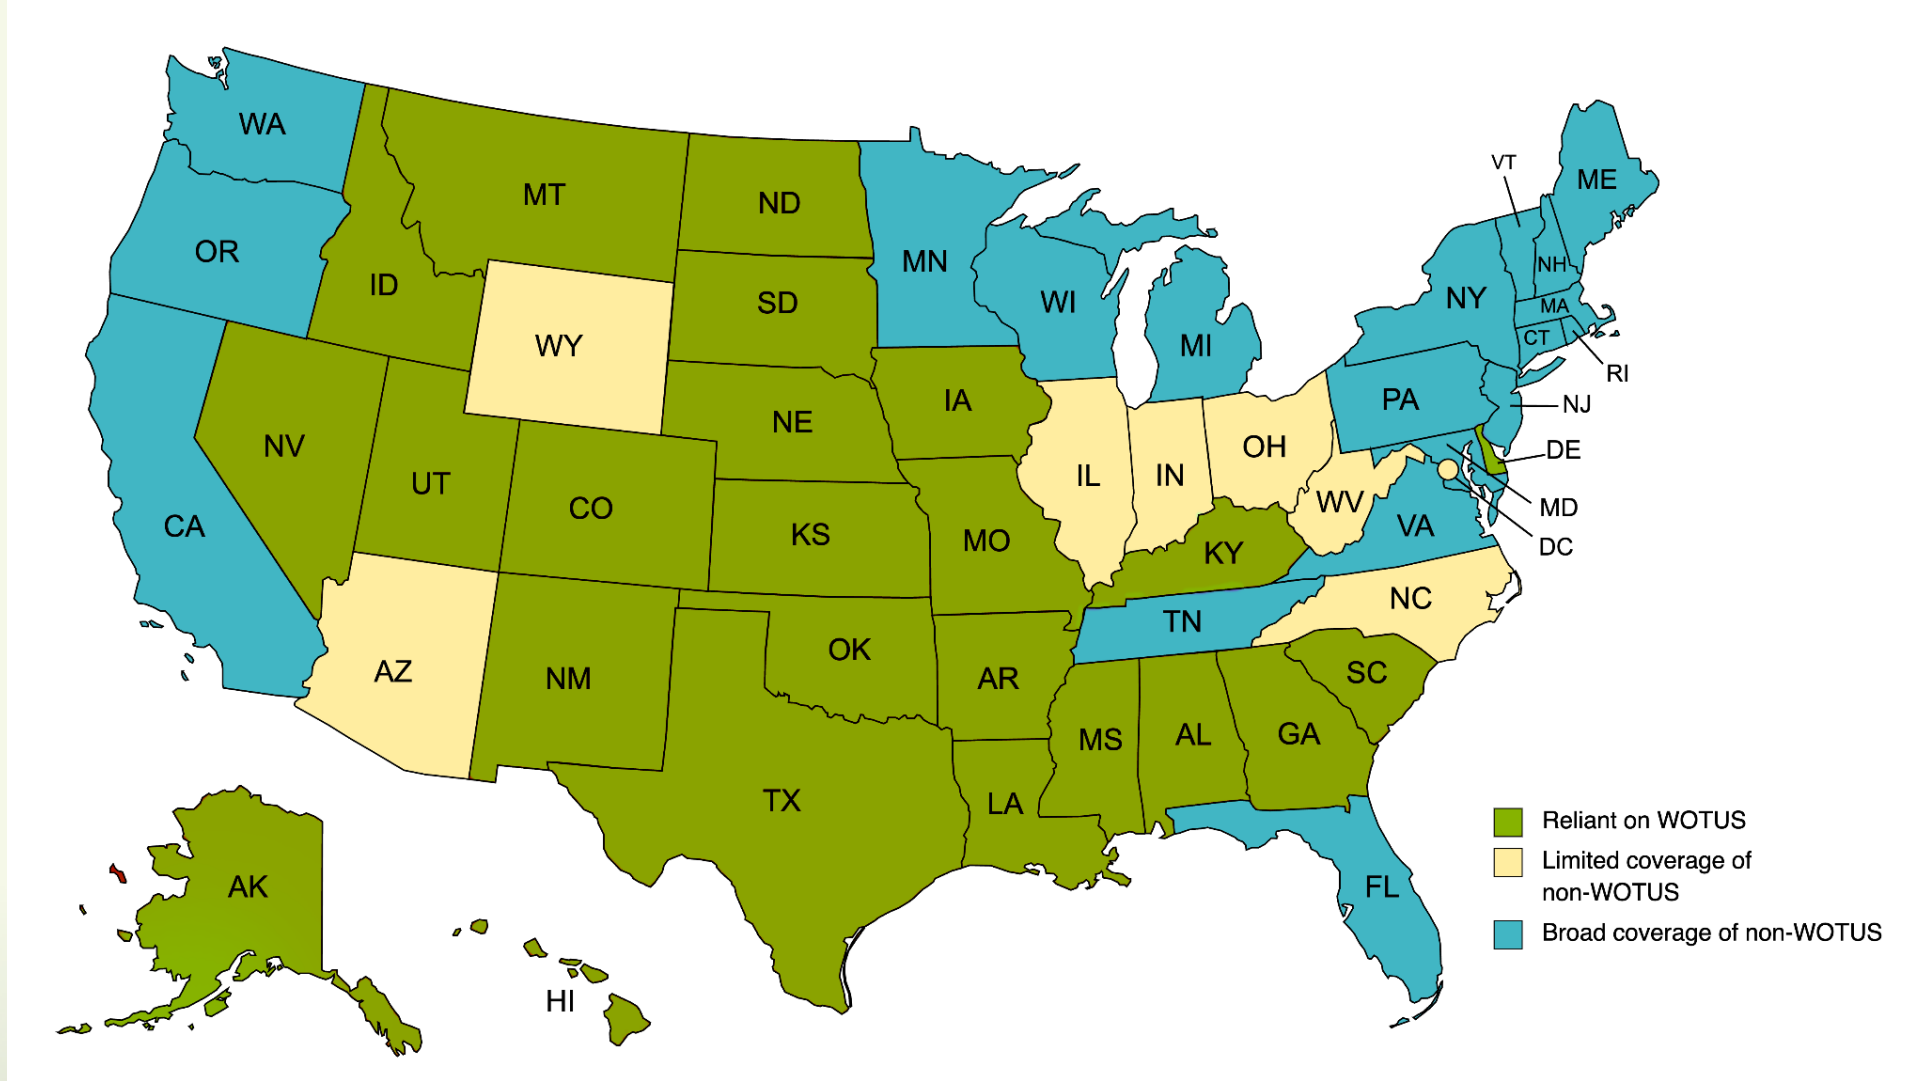 WA
VT
ME
MT
ND
OR
MN
NH
ID
SD
WI
NY
MA
WY
MI
CT
RI
IA
PA
NJ
NE
NV
OH
DE
UT
IL
IN
CO
WV
MD
CA
KS
MO
KY
VA
DC
NC
TN
OK
AZ
NM
AR
SC
MS
AL
GA
TX
LA
Reliant on WOTUS
Limited coverage of
non-WOTUS
AK
FL
Broad coverage of non-WOTUS
HI